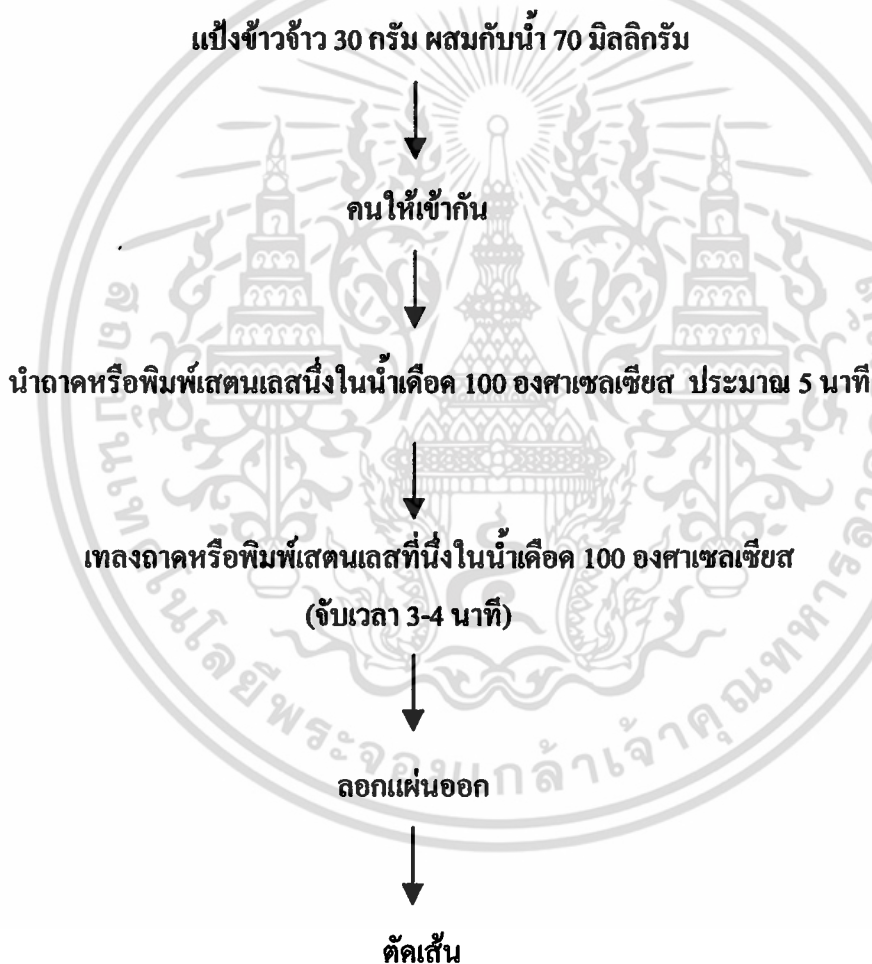 แป้งข้าวจ้าว 30 กรัม ผสมกับน้ำ 70 มิลลิกรัม
คนให้เข้ากัน
นำถาดหรือพิมพ์เสตนเลสนึ่งในน้ำเดือด 100 องศาเซลเซียส ประมาณ 5 นาที
เทลงถาดหรือพิมพ์เสตนเลสที่นึ่งในน้ำเดือด 100 องศาเซลเซียส
(จับเวลา 3-4 นาที)
ลอกแผ่นออก
ตัดเส้น